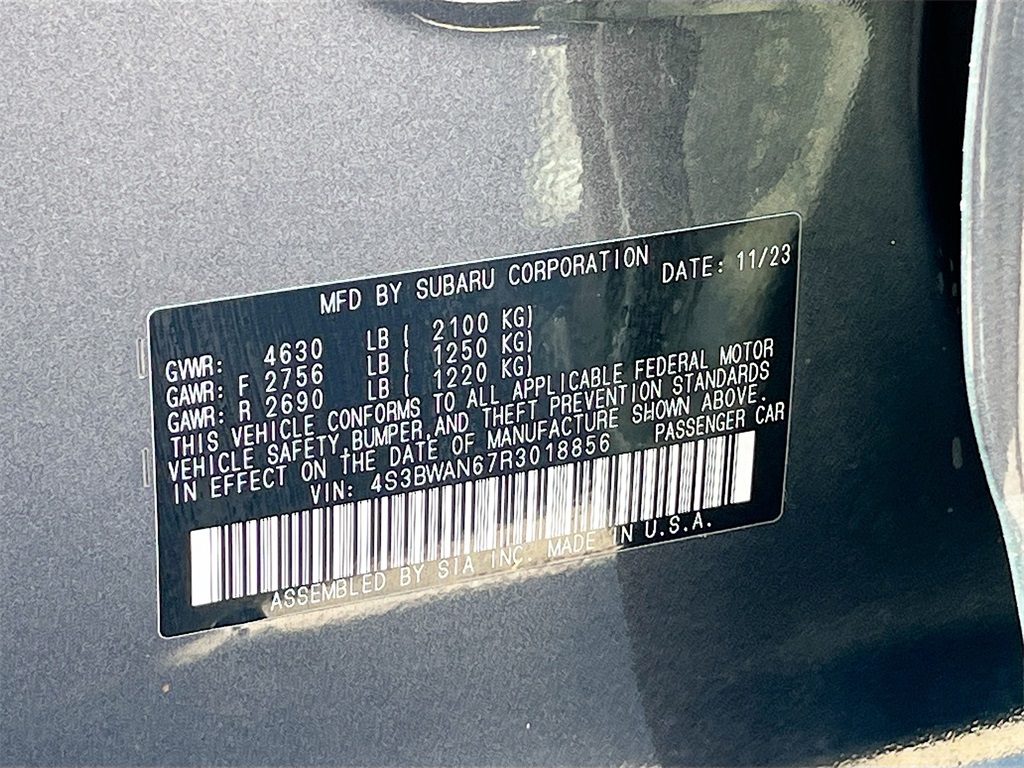 MFD BY SUBARU CORPORATION DATE: 11/23
GVWR: 4630 LB ( 2100 KG)
GAWR: F 2756 LB ( 1250 KG)
GAWR: R 2690 LB ( 1220 KG)
THIS VEHICLE CONFORMS TO ALL APPLICABLE FEDERAL MOTOR
VEHICLE SAFETY,BUMPER,AND THEFT PREVENTION STANDARDS
IN EFFECT ON THE DATE OF MANUFACTURE SHOWN ABOVE.
VIN: 4S3BWAN67R3018856 PASSENGER CAR
ASSEMBLED BY SIA INC. MADE IN U.S.A.